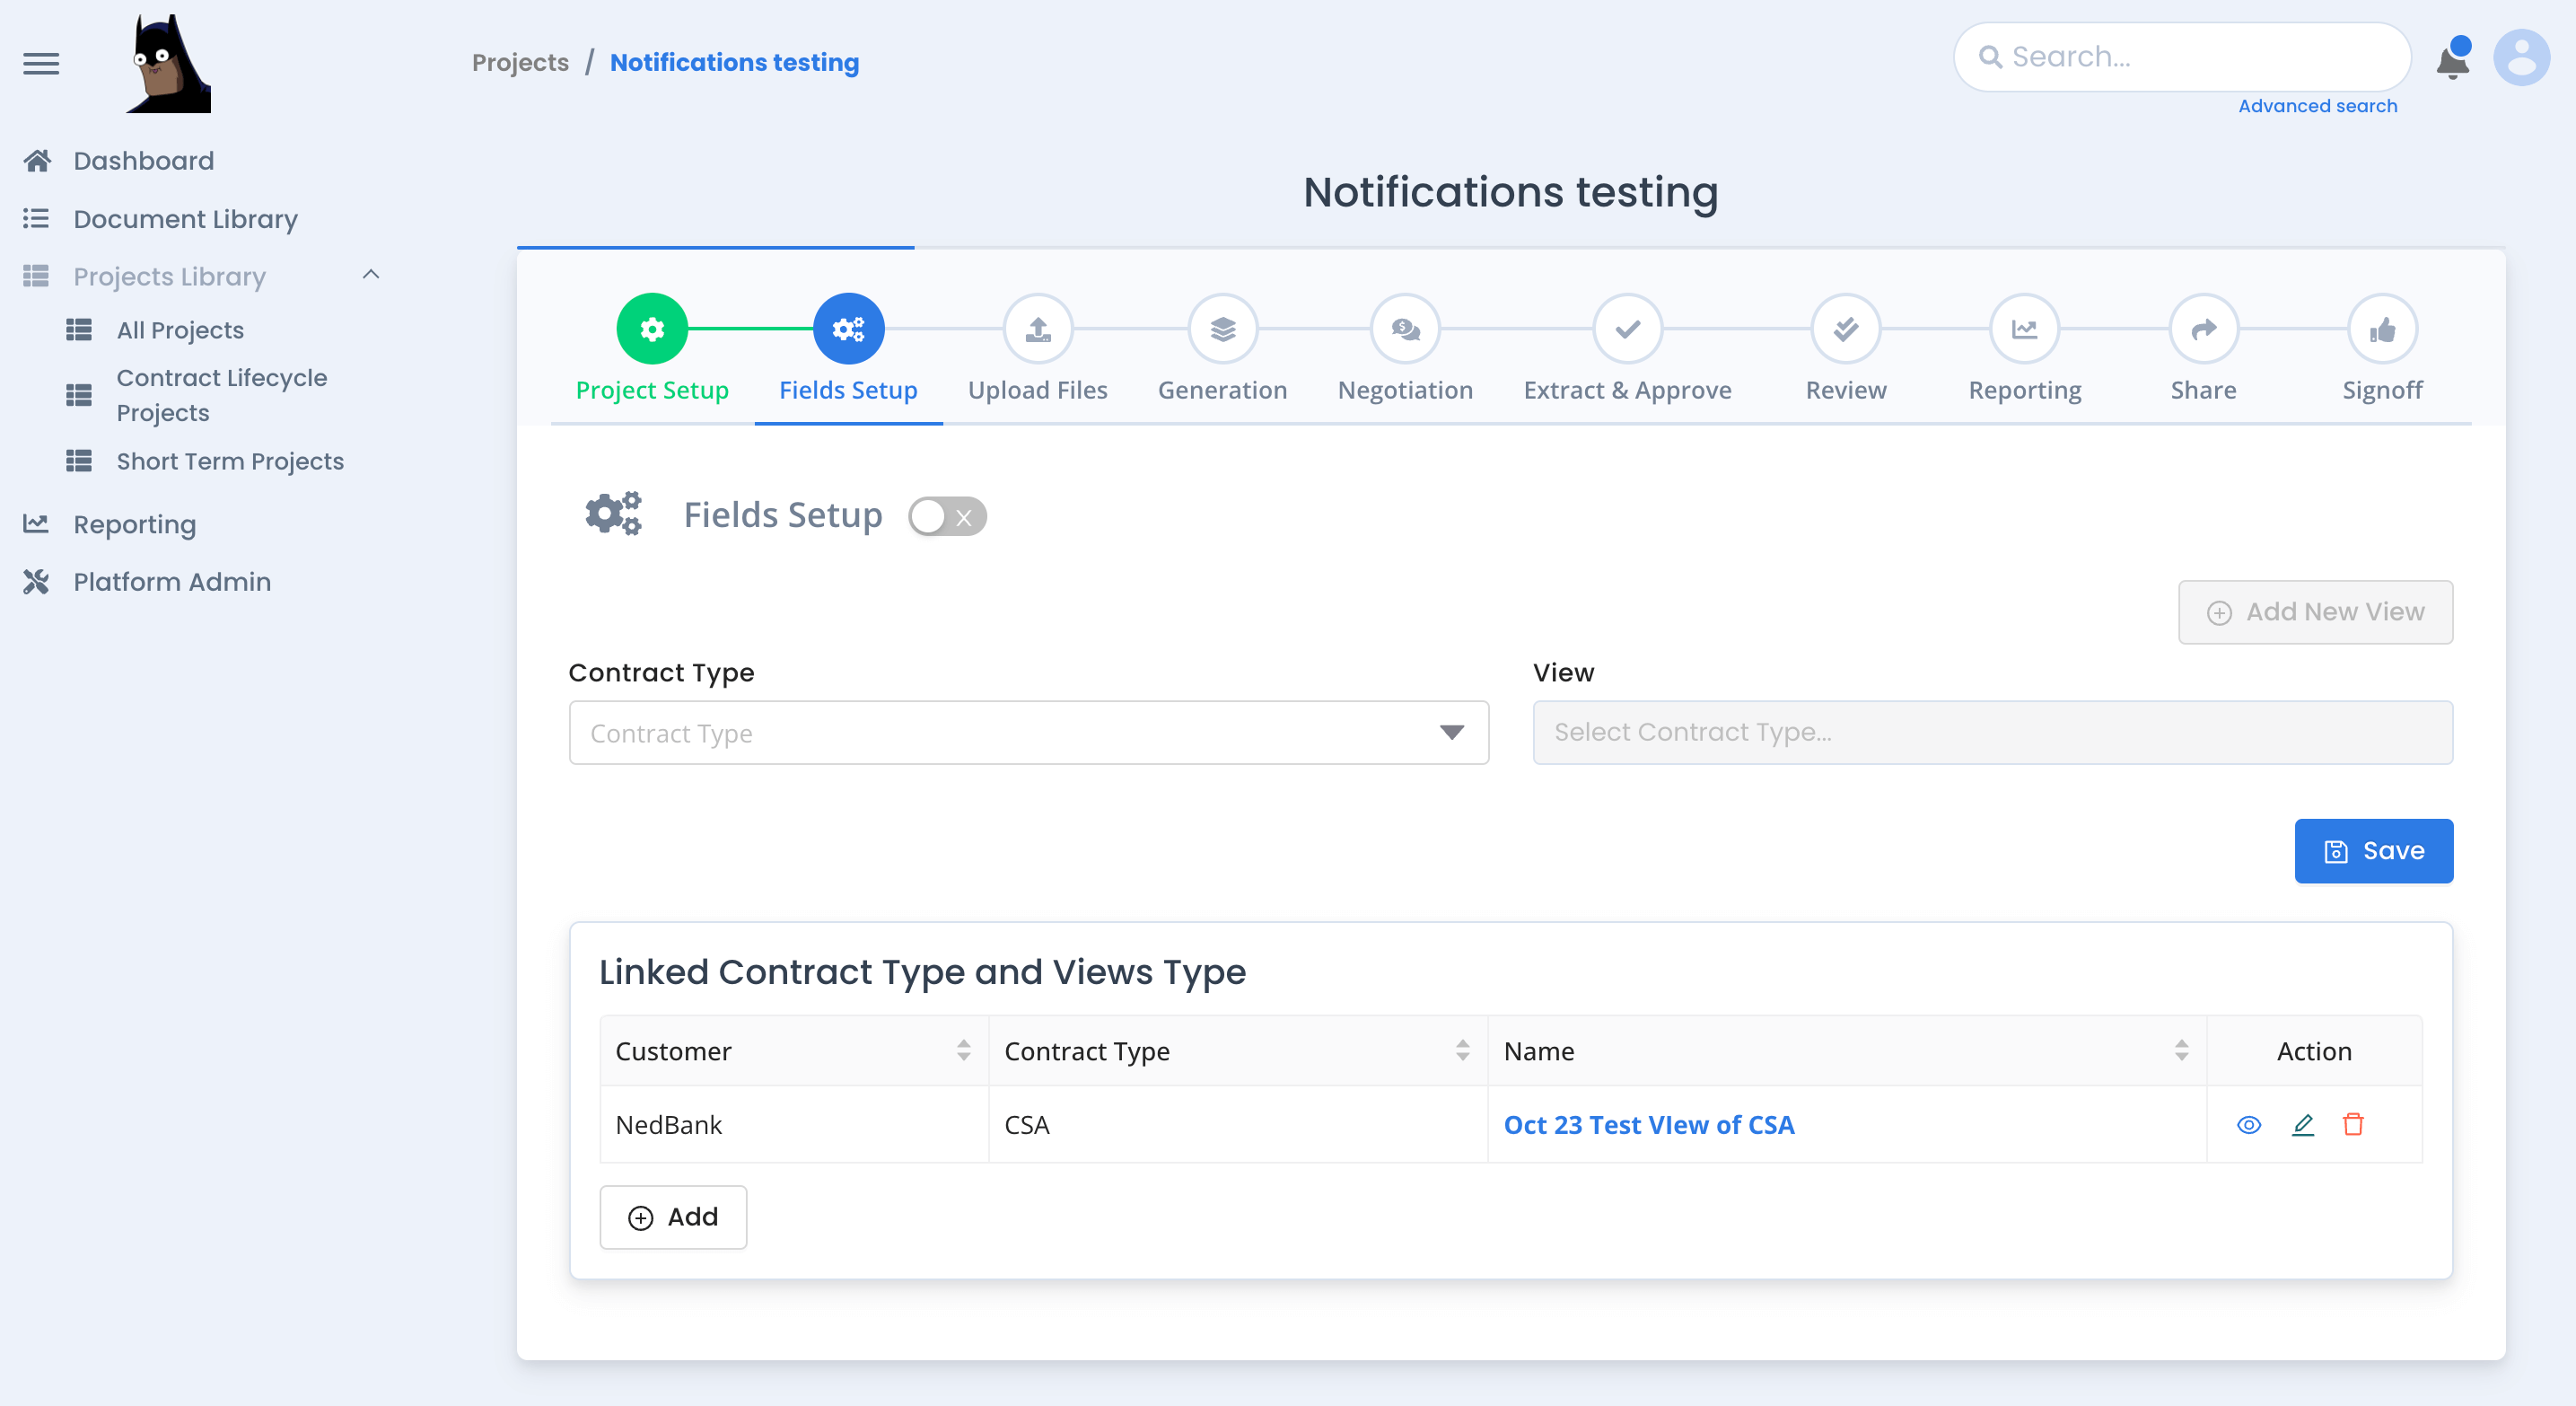 Projects / Notifications testing
Search...
Advanced search
Dashboard
Document Library
Projects Library
All Projects
Contract Lifecycle
Projects
Short Term Projects
Reporting
Platform Admin
Notifications testing
Project Setup
Fields Setup
Upload Files
Generation
Negotiation
Extract & Approve
Review
Reporting
Share
Signoff
Fields Setup
Add New View
Contract Type
View
Contract Type
Select Contract Type...
Save
Linked Contract Type and Views Type
Customer Contract Type Name Action
NedBank CSA Oct 23 Test VIew of CSA
Add